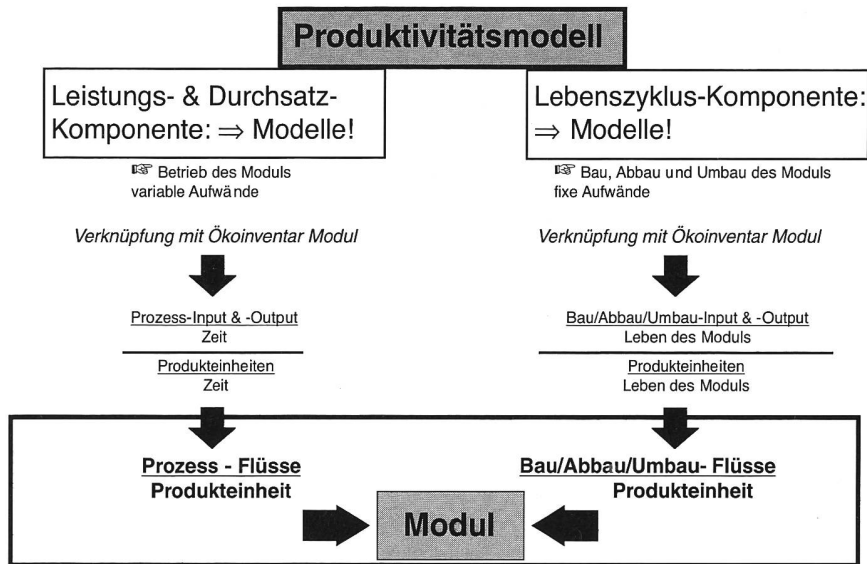 Produktivitätsmodell
Leistungs- & Durchsatz-
Komponente: ⇒ Modelle!
☞ Betrieb des Moduls
variable Aufwände
Verknüpfung mit Ökoinventar Modul
Prozess-Input & -Output
Zeit
Produkteinheiten
Zeit
Prozess - Flüsse
Produkteinheit
Lebenszyklus-Komponente:
⇒ Modelle!
☞ Bau, Abbau und Umbau des Moduls
fixe Aufwände
Verknüpfung mit Ökoinventar Modul
Bau/Abbau/Umbau-Input & -Output
Leben des Moduls
Produkteinheiten
Leben des Moduls
Bau/Abbau/Umbau- Flüsse
Produkteinheit
Modul